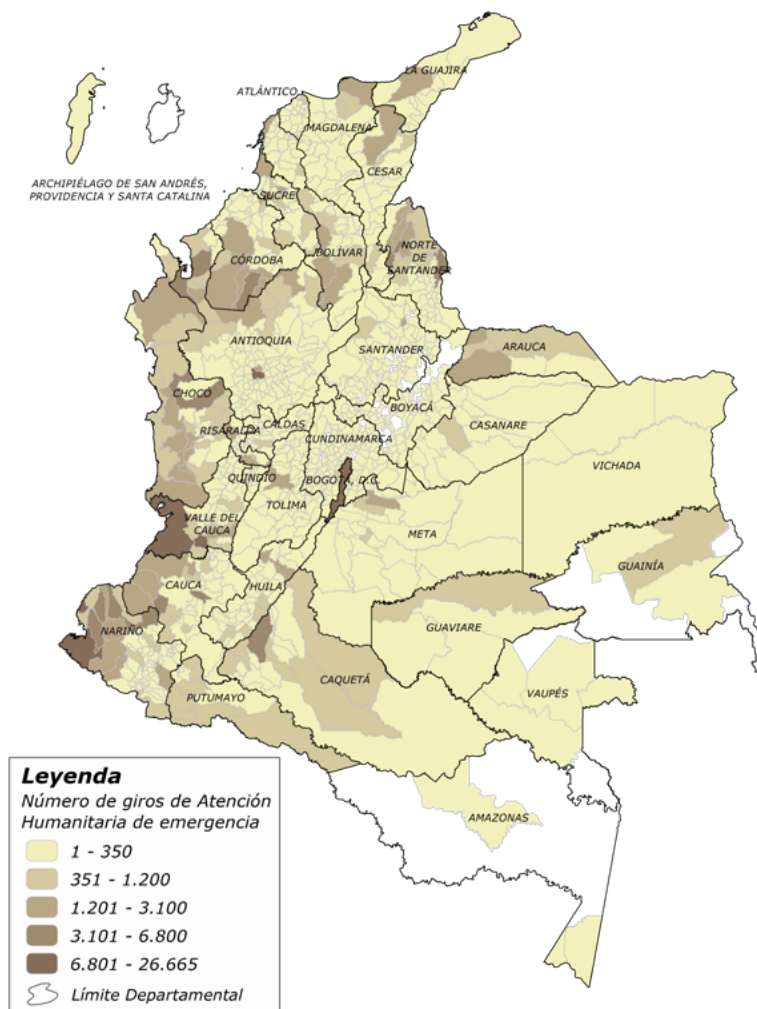 LA GUAJIRA
ATLÁNTICO
MAGDALENA
CESAR
ARCHIPIÉLAGO DE SAN ANDRÉS,
PROVIDENCIA Y SANTA CATALINA
SUCRE
CÓRDOBA
BOLÍVAR
NORTE
DE
SANTANDER
ANTIOQUIA
SANTANDER
ARAUCA
CHOCÓ
BOYACÁ
RISARALDA
CALDAS
CUNDINAMARCA
CASANARE
VICHADA
QUINDÍO
BOGOTÁ, D.C.
TOLIMA
VALLE DEL
CAUCA
META
GUAINÍA
CAUCA
HUILA
NARIÑO
GUAVIARE
CAQUETÁ
VAUPÉS
PUTUMAYO
AMAZONAS
Leyenda
Número de giros de Atención
Humanitaria de emergencia
1 - 350
351 - 1.200
1.201 - 3.100
3.101 - 6.800
6.801 - 26.665
Límite Departamental